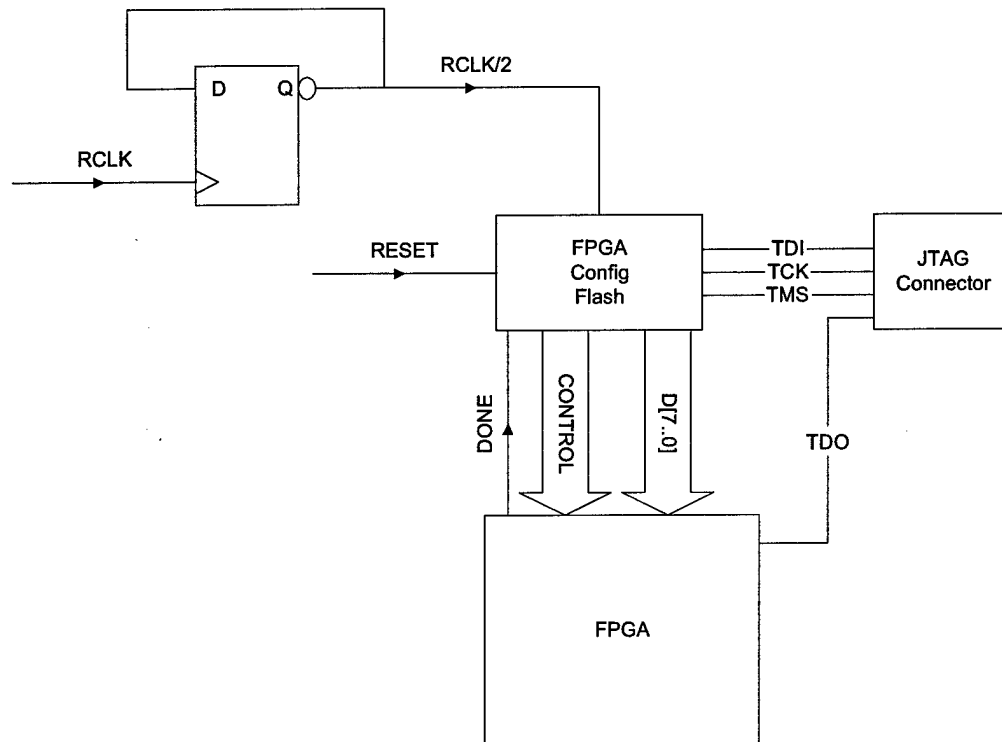 RCLK/2
D Q
RCLK
RESET
FPGA
Config
Flash
TDI
TCK
TMS
JTAG
Connector
DONE
CONTROL
D[7..0]
TDO
FPGA